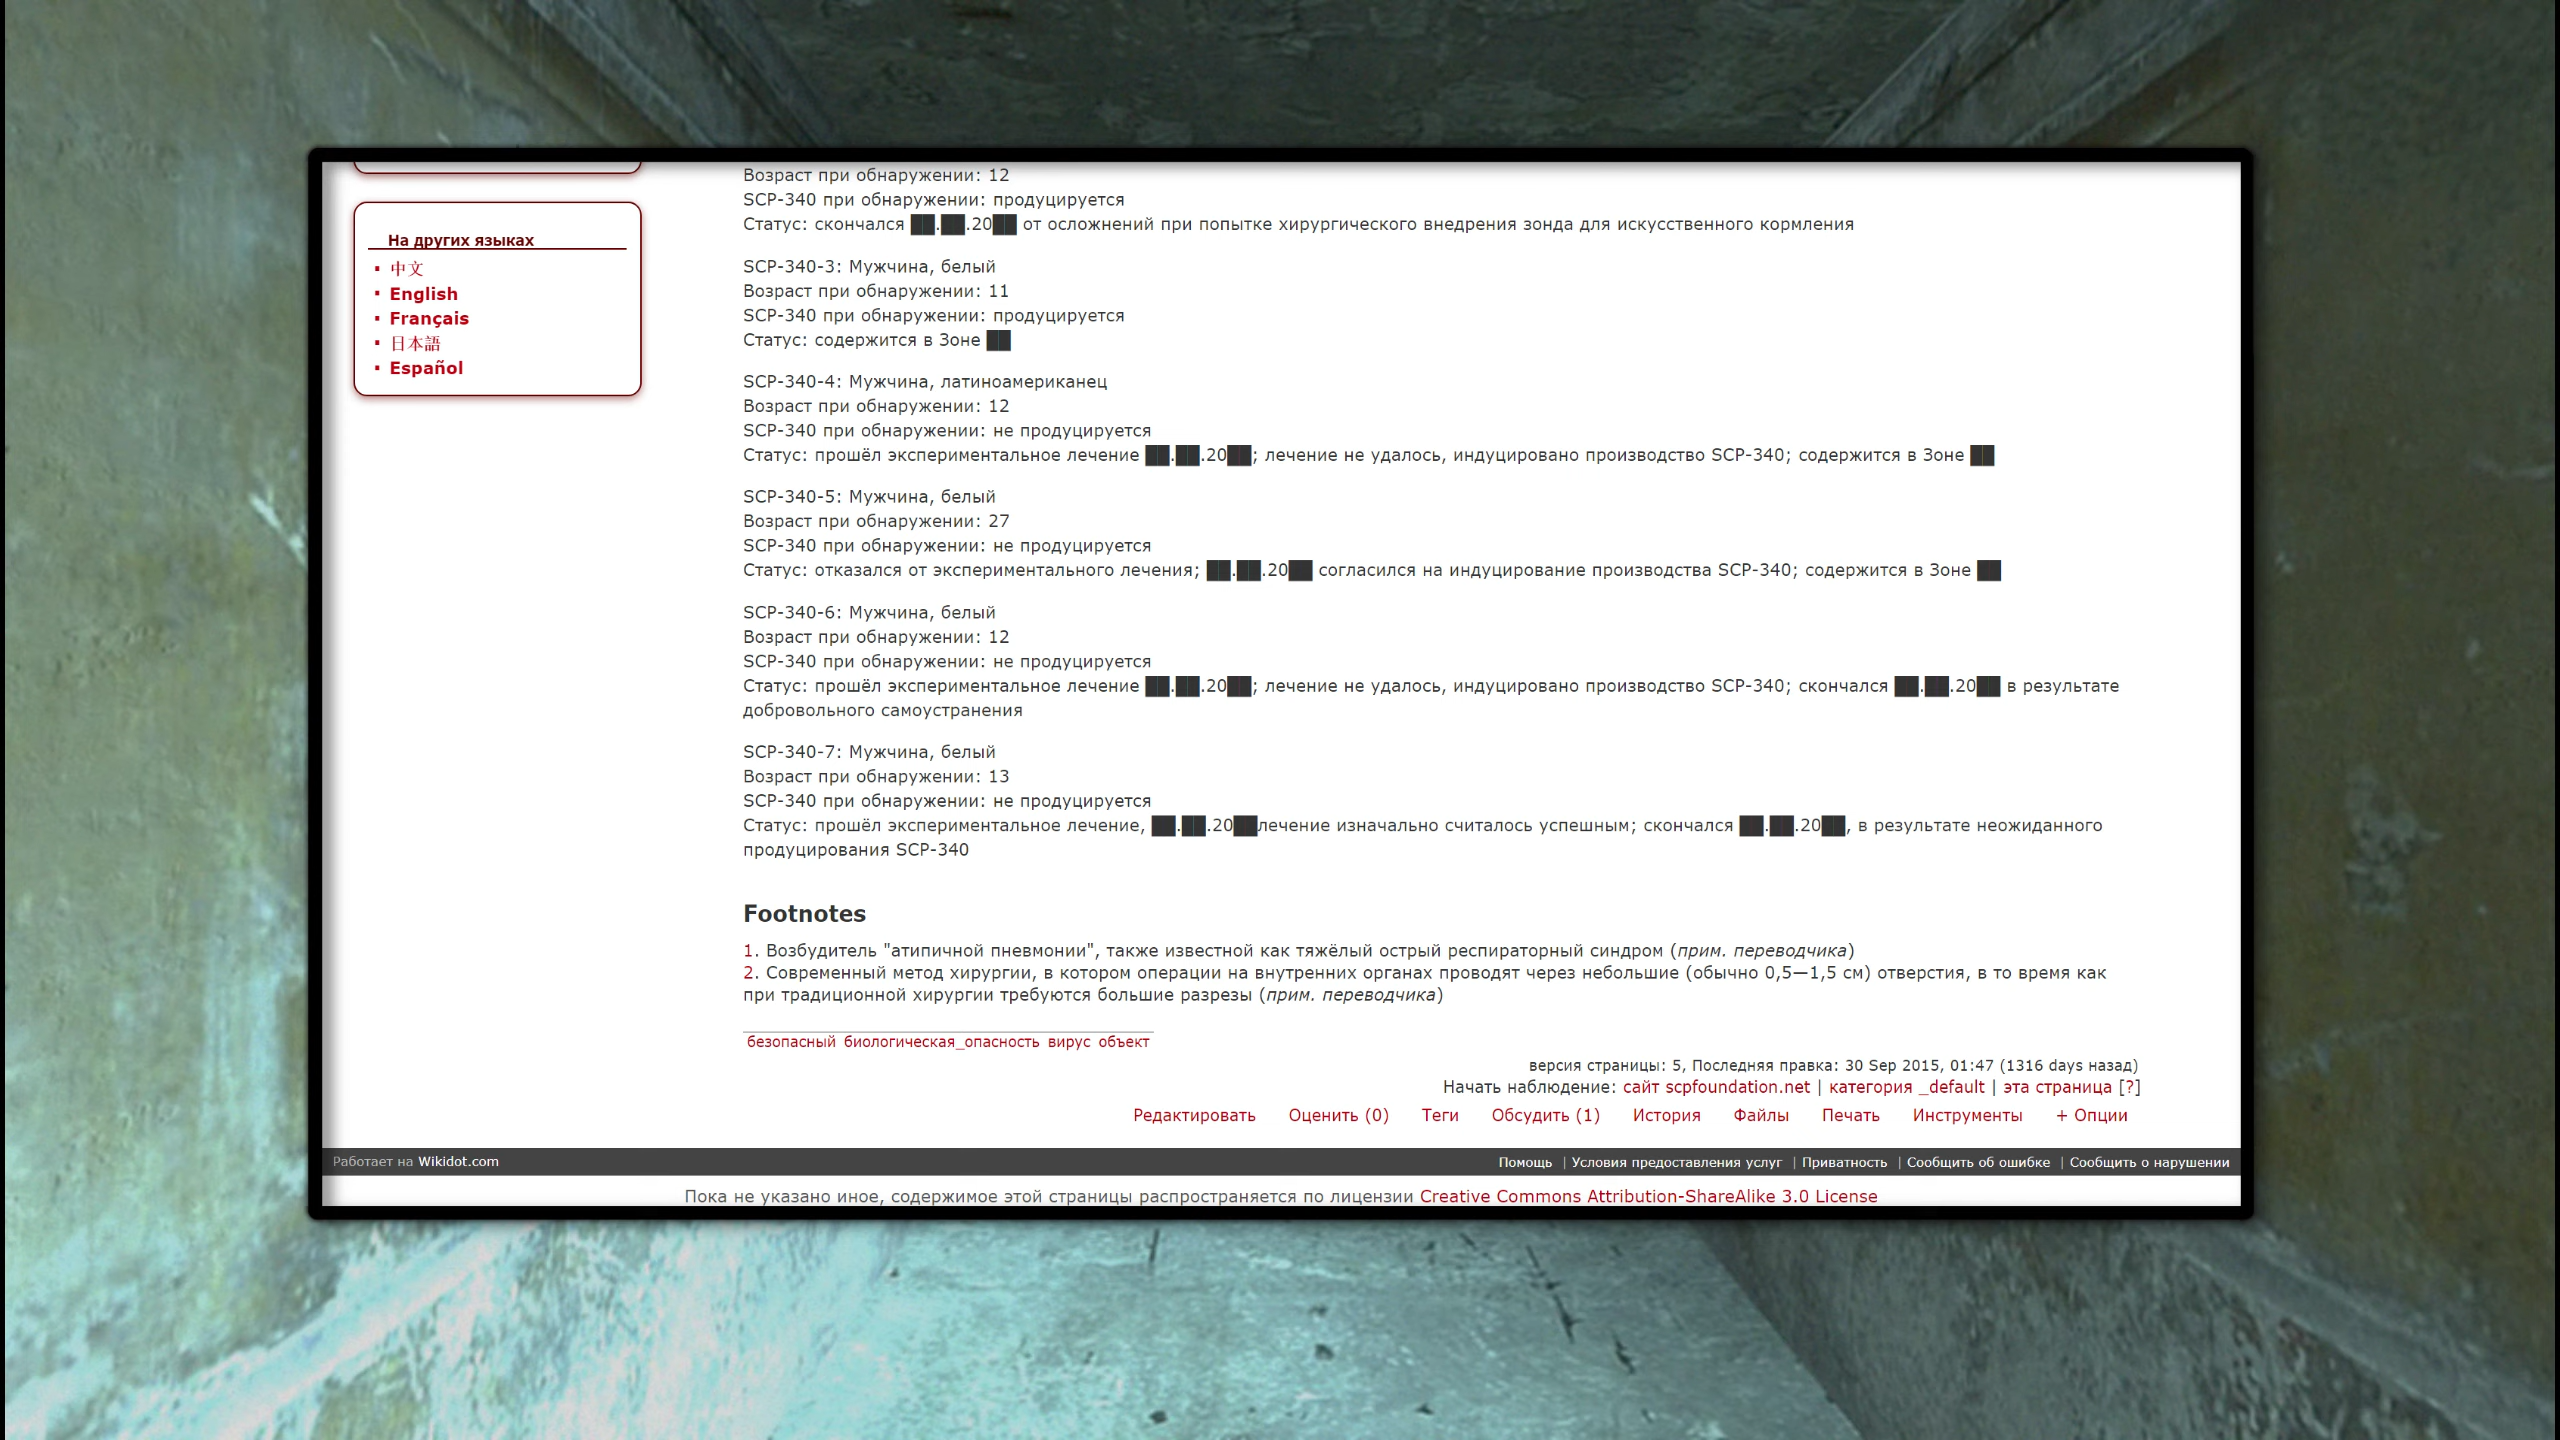 На других языках
中文
English
Français
日本語
Español
Возраст при обнаружении: 12
SCP-340 при обнаружении: продуцируется
Статус: скончался ██.██.20██ от осложнений при попытке хирургического внедрения зонда для искусственного кормления
SCP-340-3: Мужчина, белый
Возраст при обнаружении: 11
SCP-340 при обнаружении: продуцируется
Статус: содержится в Зоне ██
SCP-340-4: Мужчина, латиноамериканец
Возраст при обнаружении: 12
SCP-340 при обнаружении: не продуцируется
Статус: прошёл экспериментальное лечение ██.██.20██; лечение не удалось, индуцировано производство SCP-340; содержится в Зоне ██
SCP-340-5: Мужчина, белый
Возраст при обнаружении: 27
SCP-340 при обнаружении: не продуцируется
Статус: отказался от экспериментального лечения; ██.██.20██ согласился на индуцирование производства SCP-340; содержится в Зоне ██
SCP-340-6: Мужчина, белый
Возраст при обнаружении: 12
SCP-340 при обнаружении: не продуцируется
Статус: прошёл экспериментальное лечение ██.██.20██; лечение не удалось, индуцировано производство SCP-340; скончался ██.██.20██ в результате
добровольного самоустранения
SCP-340-7: Мужчина, белый
Возраст при обнаружении: 13
SCP-340 при обнаружении: не продуцируется
Статус: прошёл экспериментальное лечение, ██.██.20██лечение изначально считалось успешным; скончался ██.██.20██, в результате неожиданного
продуцирования SCP-340
Footnotes
1. Возбудитель "атипичной пневмонии", также известной как тяжёлый острый респираторный синдром (прим. переводчика)
2. Современный метод хирургии, в котором операции на внутренних органах проводят через небольшие (обычно 0,5—1,5 см) отверстия, в то время как
при традиционной хирургии требуются большие разрезы (прим. переводчика)
безопасный биологическая_опасность вирус объект
версия страницы: 5, Последняя правка: 30 Sep 2015, 01:47 (1316 days назад)
Начать наблюдение: сайт scpfoundation.net | категория _default | эта страница [?]
Редактировать Оценить (0) Теги Обсудить (1) История Файлы Печать Инструменты + Опции
Работает на Wikidot.com Помощь | Условия предоставления услуг | Приватность | Сообщить об ошибке | Сообщить о нарушении
Пока не указано иное, содержимое этой страницы распространяется по лицензии Creative Commons Attribution-ShareAlike 3.0 License